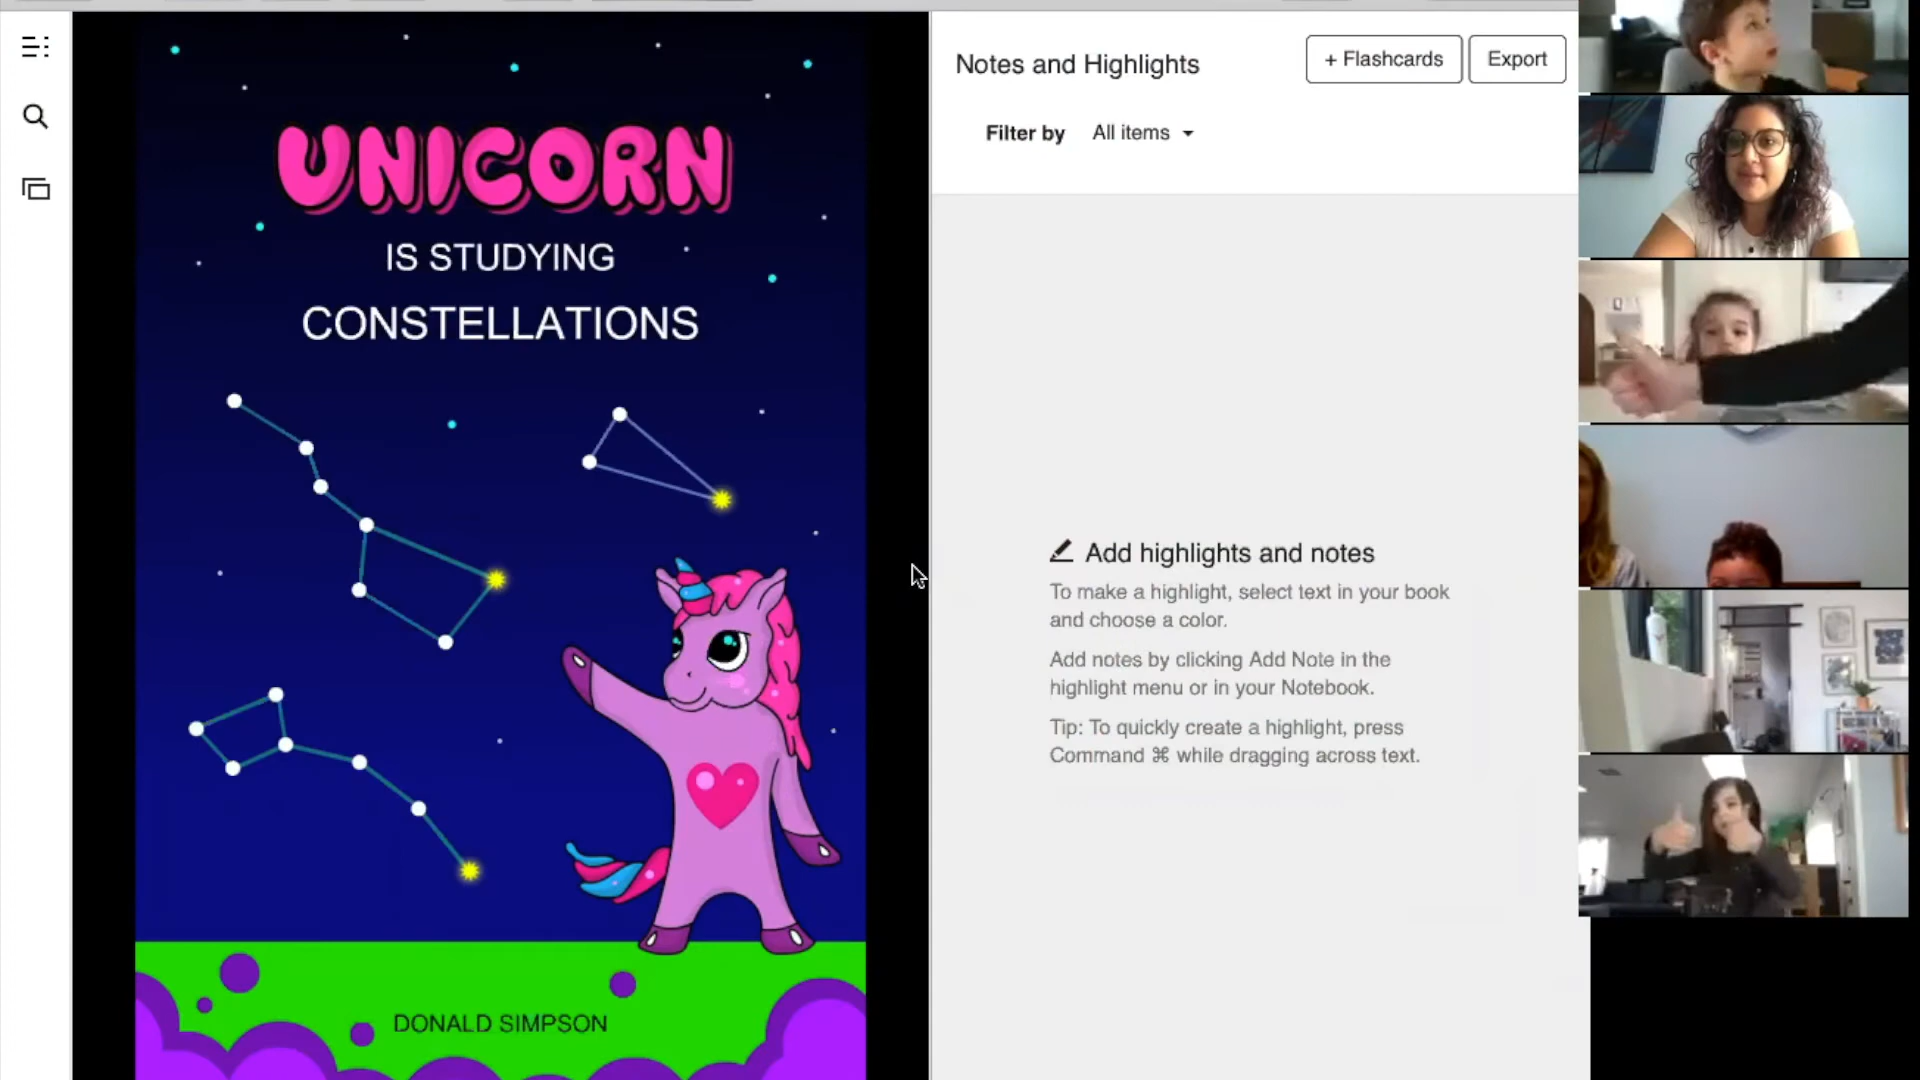 UNICORN
IS STUDYING
CONSTELLATIONS
DONALD SIMPSON
Notes and Highlights
+ Flashcards
Export
Filter by All items
Add highlights and notes
To make a highlight, select text in your book
and choose a color.
Add notes by clicking Add Note in the
highlight menu or in your Notebook.
Tip: To quickly create a highlight, press
Command ⌘ while dragging across text.